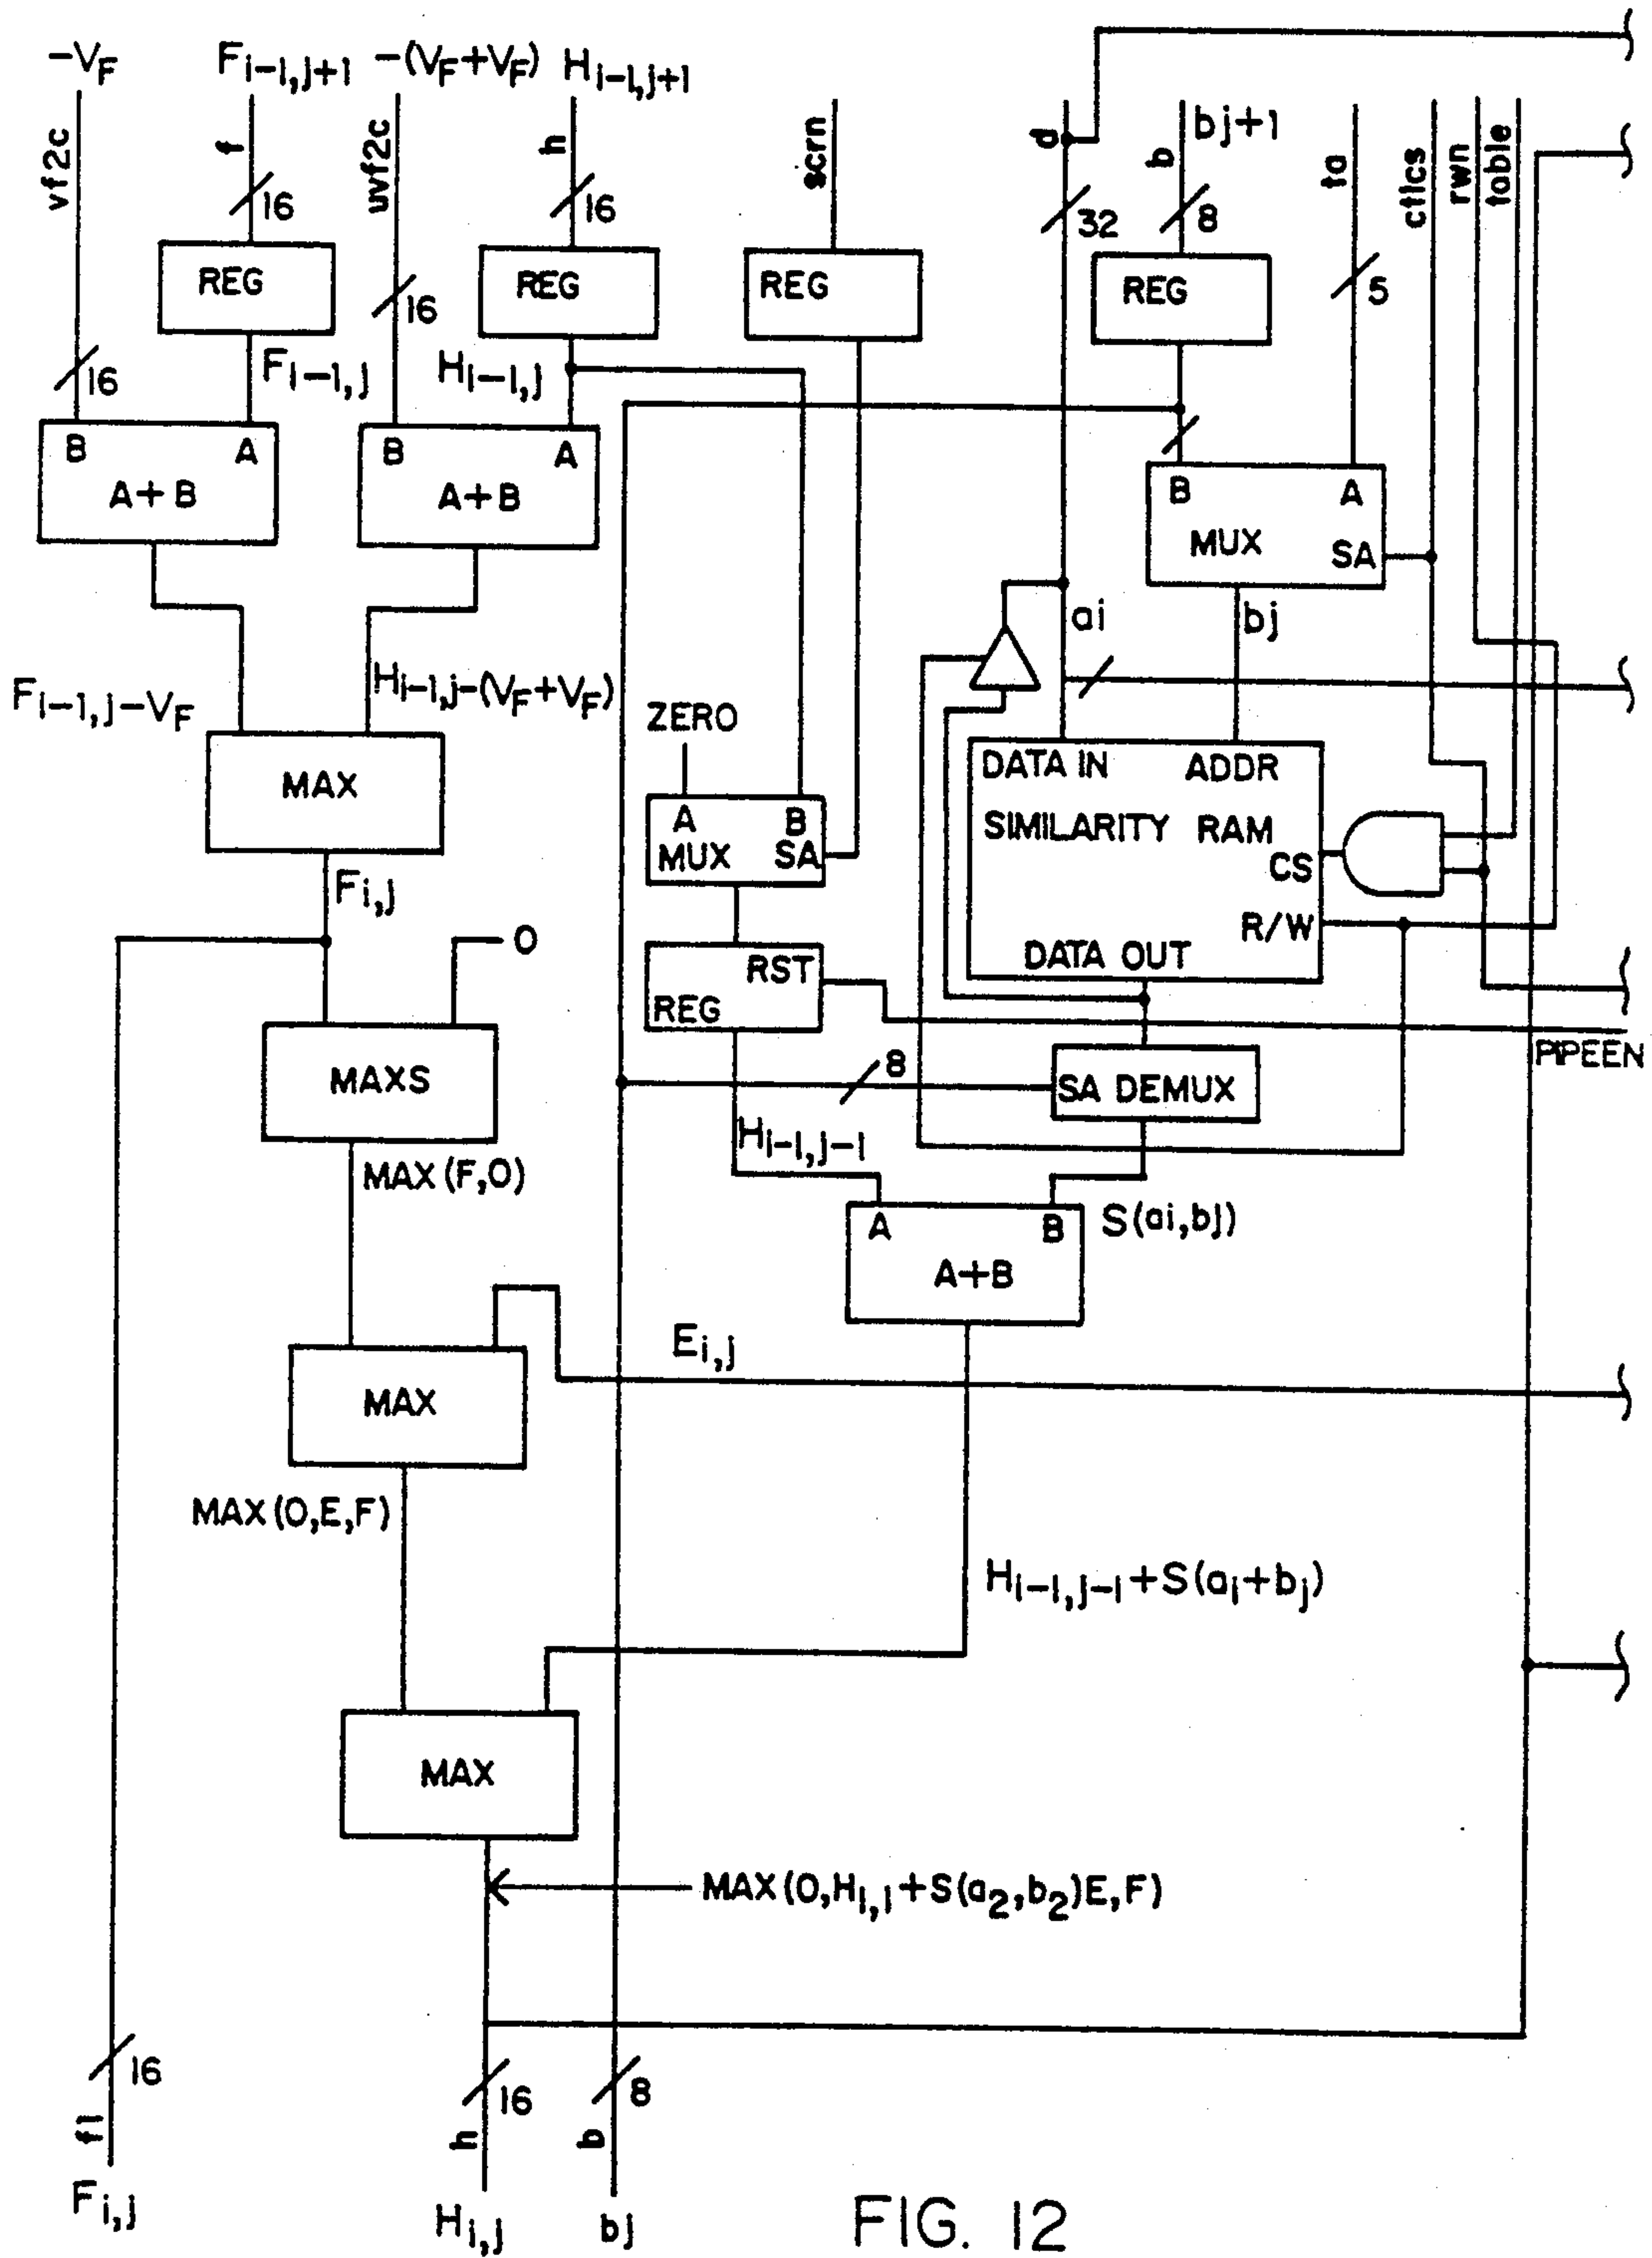 -VF
Fi-1,j+1
-(VF+VF)
Hi-1,j+1
vf2c
f
uvf2c
h
scrn
d
b
bj+1
ta
cttcs
rwn
table
16
16
32
8
5
REG
REG
REG
REG
16
16
Fi-1,j
Hi-1,j
B A
A+B
B A
A+B
B A
MUX SA
ai
bj
Fi-1,j-VF
Hi-1,j-(VF+VF)
ZERO
MAX
A B
MUX SA
DATA IN ADDR
SIMILARITY RAM
CS
R/W
DATA OUT
Fi,j
0
RST
REG
PIPEEN
MAXS
8
SA DEMUX
Hi-1,j-1
MAX(F,0)
A B
A+B
S(ai,bj)
Ei,j
MAX
MAX(0,E,F)
Hi-1,j-1+S(ai+bj)
MAX
MAX(0,Hi,i+S(a2,b2)E,F)
16
16
8
f1
h
b
Fi,j
Hi,j
bj
FIG. 12